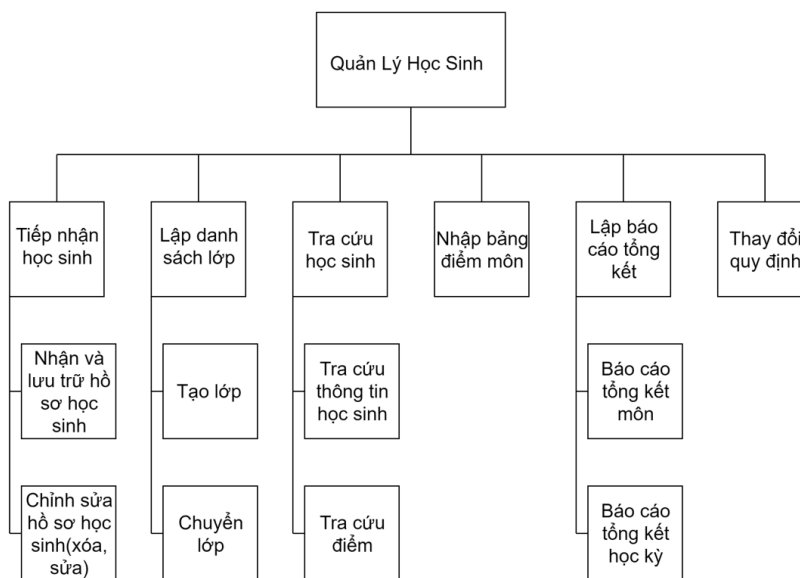 Quản Lý Học Sinh
Tiếp nhận
học sinh
Lập danh
sách lớp
Tra cứu
học sinh
Nhập bảng
điểm môn
Lập báo
cáo tổng
kết
Thay đổi
quy định
Nhận và
lưu trữ hồ
sơ học
sinh
Tạo lớp
Tra cứu
thông tin
học sinh
Báo cáo
tổng kết
môn
Chỉnh sửa
hồ sơ học
sinh(xóa,
sửa)
Chuyển
lớp
Tra cứu
điểm
Báo cáo
tổng kết
học kỳ